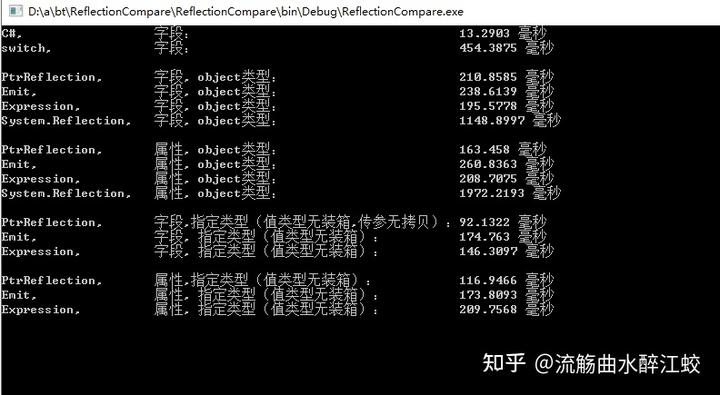 D:\a\bt\ReflectionCompare\ReflectionCompare\bin\Debug\ReflectionCompare.exe
C#, 字段: 13.2903 毫秒
switch, 字段: 454.3875 毫秒
PtrReflection, 字段, object类型: 210.8585 毫秒
Emit, 字段, object类型: 238.6139 毫秒
Expression, 字段, object类型: 195.5778 毫秒
System.Reflection, 字段, object类型: 1148.8997 毫秒
PtrReflection, 属性, object类型: 163.458 毫秒
Emit, 属性, object类型: 260.8363 毫秒
Expression, 属性, object类型: 208.7075 毫秒
System.Reflection, 属性, object类型: 1972.2193 毫秒
PtrReflection, 字段,指定类型（值类型无装箱,传参无拷贝）: 92.1322 毫秒
Emit, 字段, 指定类型（值类型无装箱）: 174.763 毫秒
Expression, 字段, 指定类型（值类型无装箱）: 146.3097 毫秒
PtrReflection, 属性,指定类型（值类型无装箱）: 116.9466 毫秒
Emit, 属性, 指定类型（值类型无装箱）: 173.8093 毫秒
Expression, 属性, 指定类型（值类型无装箱）: 209.7568 毫秒
知乎 @流觞曲水醉江蛟